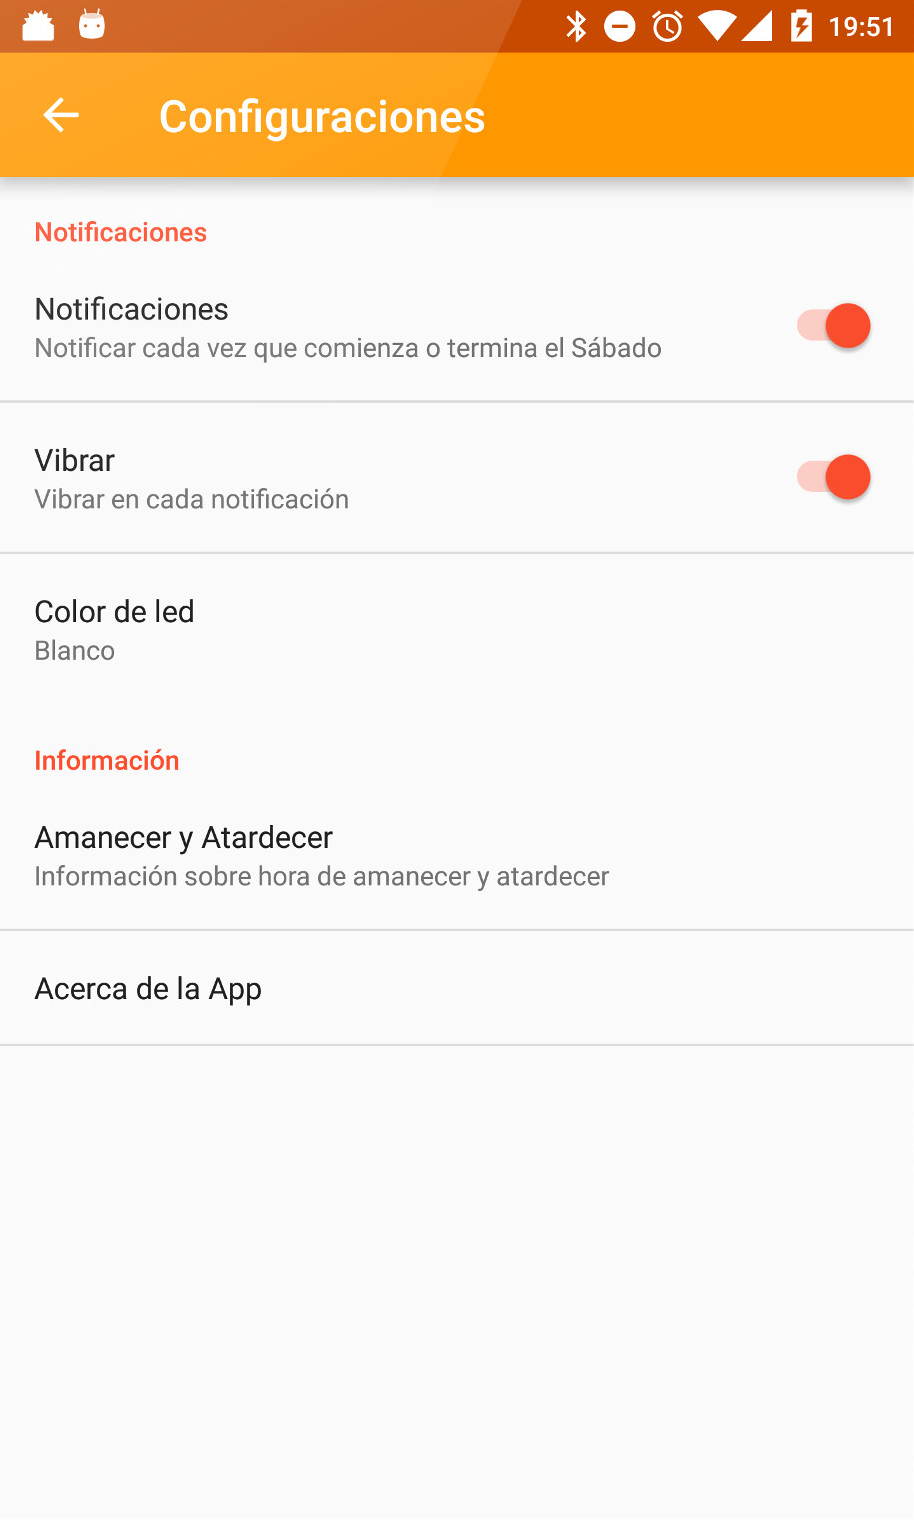 19:51
Configuraciones
Notificaciones
Notificaciones
Notificar cada vez que comienza o termina el Sábado
Vibrar
Vibrar en cada notificación
Color de led
Blanco
Información
Amanecer y Atardecer
Información sobre hora de amanecer y atardecer
Acerca de la App